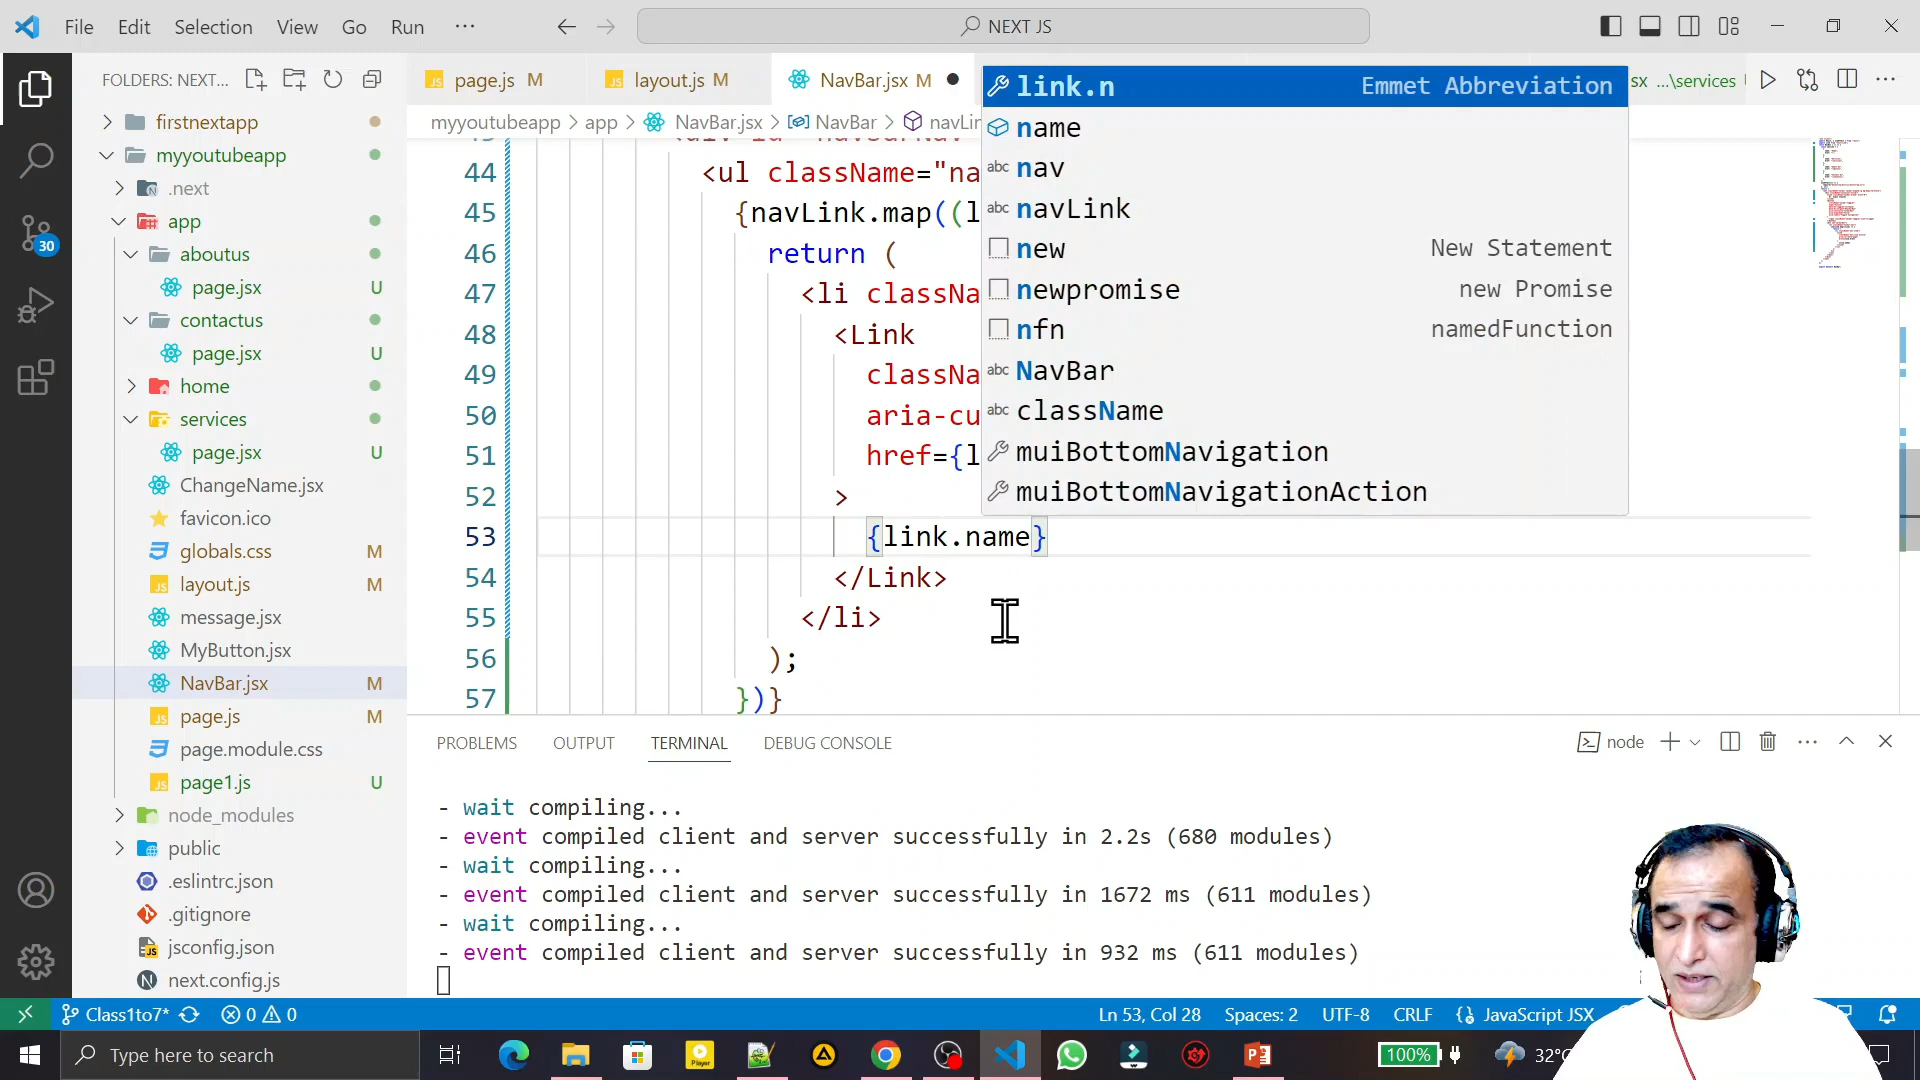 File Edit Selection View Go Run ... NEXT JS
FOLDERS: NEXT...
firstnextapp
myyoutubeapp
.next
app
aboutus
page.jsx U
contactus
page.jsx U
home
services
page.jsx U
ChangeName.jsx
favicon.ico
globals.css M
layout.js M
message.jsx
MyButton.jsx
NavBar.jsx M
page.js M
page.module.css
page1.js U
node_modules
public
.eslintrc.json
.gitignore
jsconfig.json
next.config.js
page.js M layout.js M NavBar.jsx M sx ...\services
myyoutubeapp > app > NavBar.jsx > NavBar > navLin
44 <ul className="na
45 {navLink.map((l
46 return (
47 <li classNa
48 <Link
49 classNa
50 aria-cu
51 href={l
52 >
53 {link.name}
54 </Link>
55 </li>
56 );
57 })}
link.n Emmet Abbreviation
name
nav
navLink
new New Statement
newpromise new Promise
nfn namedFunction
NavBar
className
muiBottomNavigation
muiBottomNavigationAction
PROBLEMS OUTPUT TERMINAL DEBUG CONSOLE node
- wait compiling...
- event compiled client and server successfully in 2.2s (680 modules)
- wait compiling...
- event compiled client and server successfully in 1672 ms (611 modules)
- wait compiling...
- event compiled client and server successfully in 932 ms (611 modules)
30
Class1to7* 0 0 Ln 53, Col 28 Spaces: 2 UTF-8 CRLF JavaScript JSX
Type here to search 100% 32°C